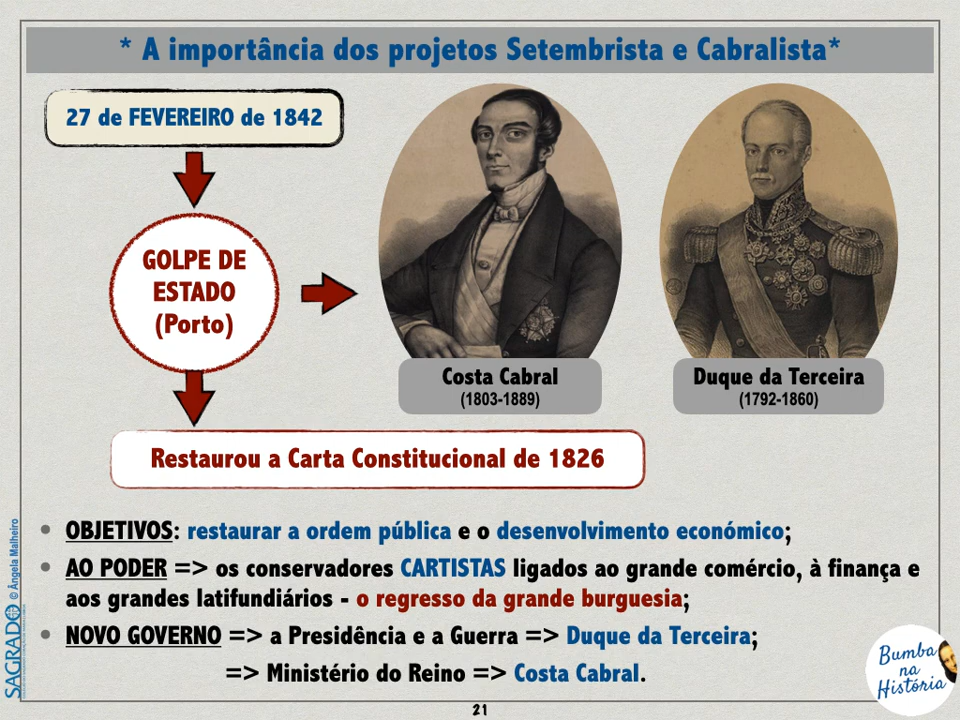 * A importância dos projetos Setembrista e Cabralista*
27 de FEVEREIRO de 1842
GOLPE DE
ESTADO
(Porto)
Costa Cabral
(1803-1889)
Duque da Terceira
(1792-1860)
Restaurou a Carta Constitucional de 1826
• OBJETIVOS: restaurar a ordem pública e o desenvolvimento económico;
• AO PODER => os conservadores CARTISTAS ligados ao grande comércio, à finança e
aos grandes latifundiários - o regresso da grande burguesia;
• NOVO GOVERNO => a Presidência e a Guerra => Duque da Terceira;
=> Ministério do Reino => Costa Cabral.
SAGRADO
© Ângela Malheiro
Bumba
na
História
21